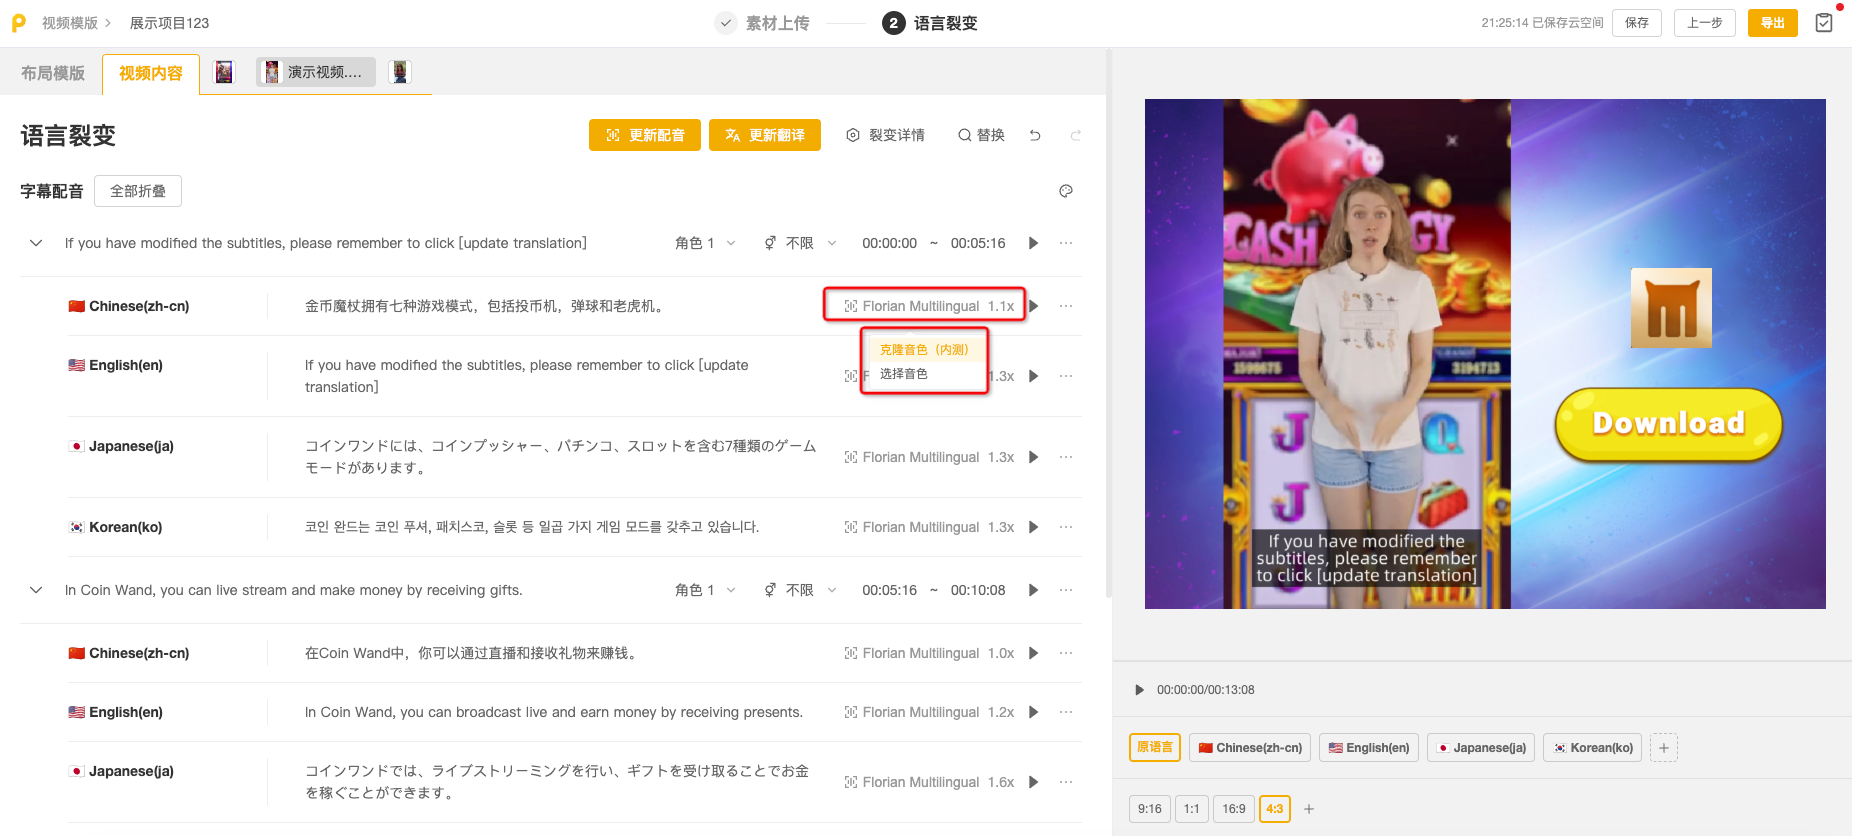 视频模版
展示项目123
素材上传
2 语言裂变
21:25:14 已保存云空间
保存
上一步
导出
布局模版
视频内容
演示视频....
语言裂变
更新配音
更新翻译
裂变详情
替换
字幕配音
全部折叠
If you have modified the subtitles, please remember to click [update translation]
角色 1
不限
00:00:00 ~ 00:05:16
Chinese(zh-cn)
金币魔杖拥有七种游戏模式，包括投币机，弹球和老虎机。
Florian Multilingual 1.1x
克隆音色（内测）
选择音色
English(en)
If you have modified the subtitles, please remember to click [update
translation]
1.3x
Japanese(ja)
コインワンドには、コインプッシャー、パチンコ、スロットを含む7種類のゲーム
モードがあります。
Florian Multilingual 1.3x
Korean(ko)
코인 완드는 코인 푸셔, 패치스코, 슬롯 등 일곱 가지 게임 모드를 갖추고 있습니다.
Florian Multilingual 1.3x
In Coin Wand, you can live stream and make money by receiving gifts.
角色 1
不限
00:05:16 ~ 00:10:08
Chinese(zh-cn)
在Coin Wand中，你可以通过直播和接收礼物来赚钱。
Florian Multilingual 1.0x
English(en)
In Coin Wand, you can broadcast live and earn money by receiving presents.
Florian Multilingual 1.2x
Japanese(ja)
コインワンドでは、ライブストリーミングを行い、ギフトを受け取ることでお金
を稼ぐことができます。
Florian Multilingual 1.6x
CASH
GY
1596675
3194713
J
Q
J
WILD
Download
If you have modified the
subtitles, please remember
to click [update translation]
00:00:00/00:13:08
原语言
Chinese(zh-cn)
English(en)
Japanese(ja)
Korean(ko)
9:16
1:1
16:9
4:3